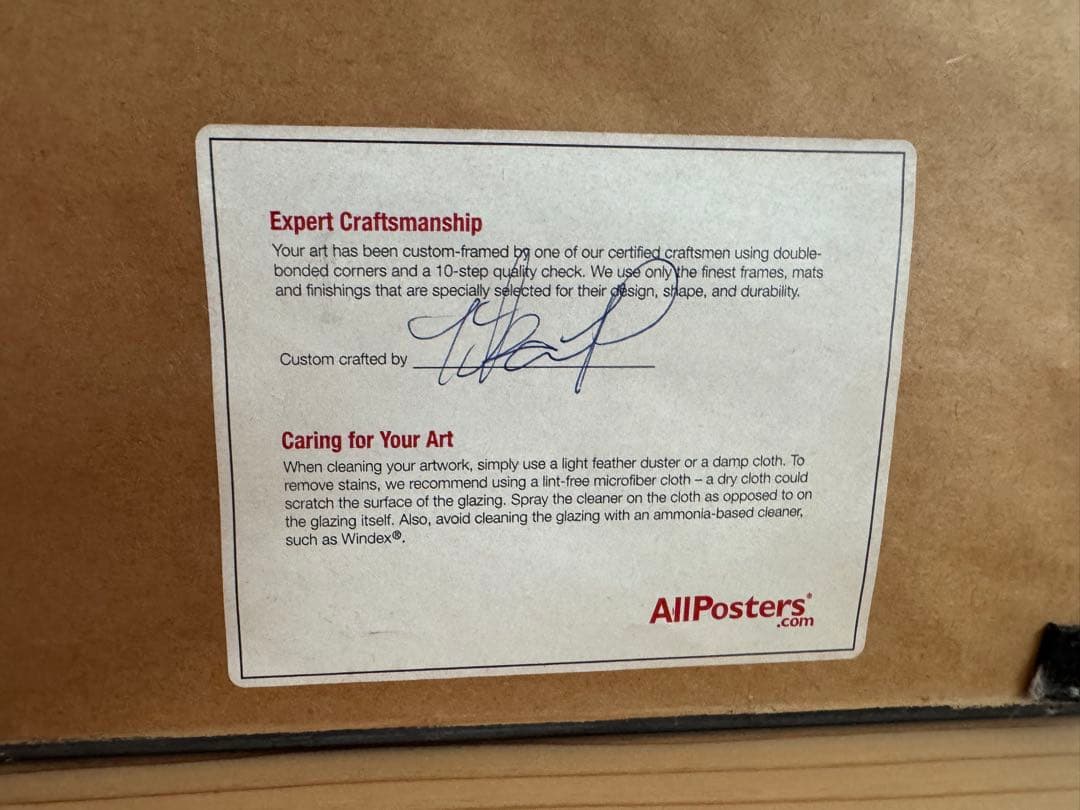 Expert Craftsmanship
Your art has been custom-framed by one of our certified craftsmen using double-
bonded corners and a 10-step quality check. We use only the finest frames, mats
and finishings that are specially selected for their design, shape, and durability.
Custom crafted by
Caring for Your Art
When cleaning your artwork, simply use a light feather duster or a damp cloth. To
remove stains, we recommend using a lint-free microfiber cloth – a dry cloth could
scratch the surface of the glazing. Spray the cleaner on the cloth as opposed to on
the glazing itself. Also, avoid cleaning the glazing with an ammonia-based cleaner,
such as Windex®.
AllPosters®
.com